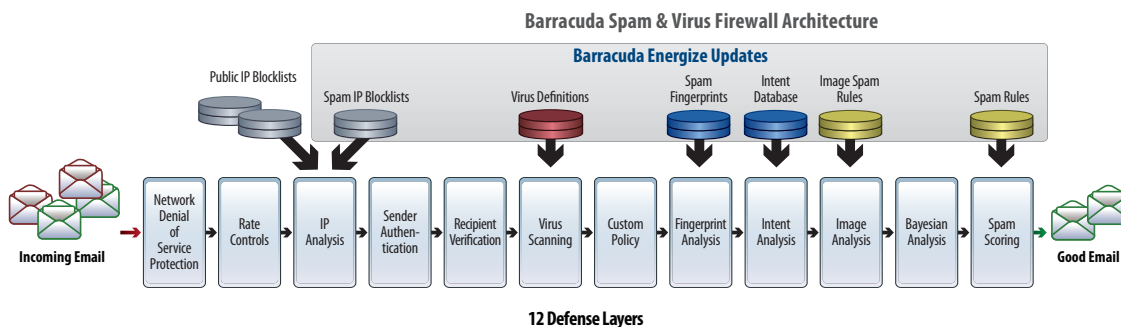 Barracuda Spam & Virus Firewall Architecture
Barracuda Energize Updates
Public IP Blocklists
Spam IP Blocklists
Virus Definitions
Spam
Fingerprints
Intent
Database
Image Spam
Rules
Spam Rules
Incoming Email
Network
Denial
of
Service
Protection
Rate
Controls
IP
Analysis
Sender
Authen-
tication
Recipient
Verification
Virus
Scanning
Custom
Policy
Fingerprint
Analysis
Intent
Analysis
Image
Analysis
Bayesian
Analysis
Spam
Scoring
Good Email
12 Defense Layers